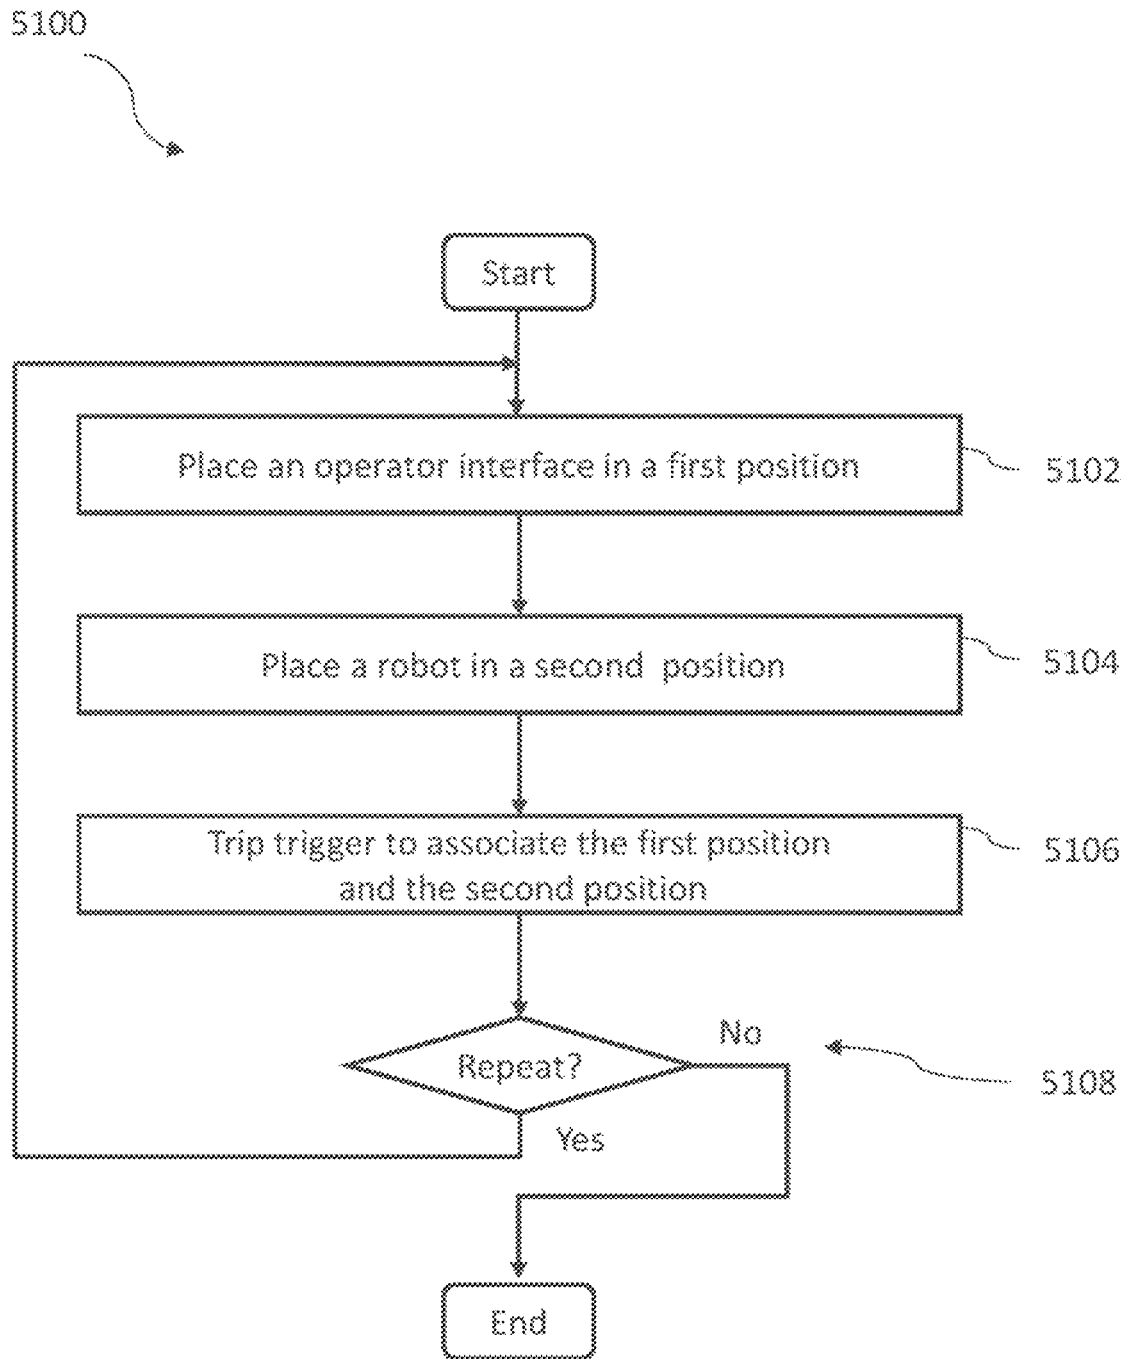 5100
Start
Place an operator interface in a first position
5102
Place a robot in a second position
5104
Trip trigger to associate the first position
and the second position
5106
Repeat?
No
5108
Yes
End